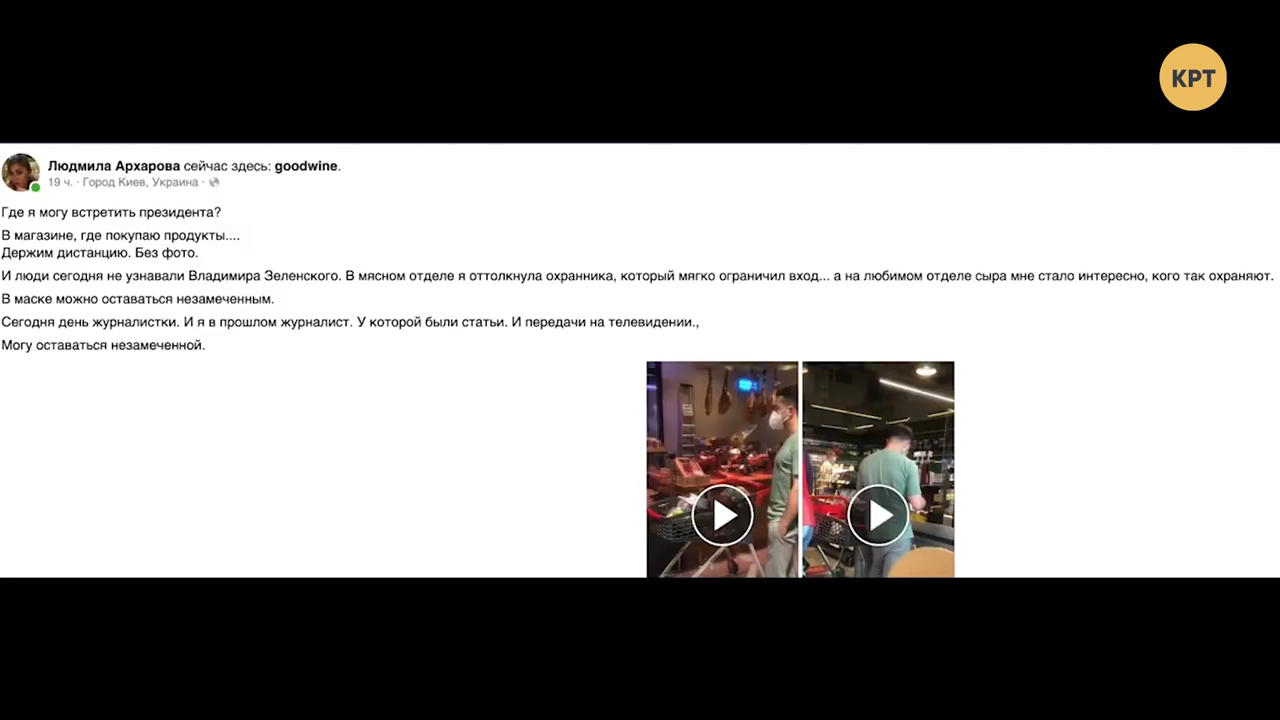 КРТ
Людмила Архарова сейчас здесь: goodwine.
19 ч. · Город Киев, Украина ·
Где я могу встретить президента?
В магазине, где покупаю продукты....
Держим дистанцию. Без фото.
И люди сегодня не узнавали Владимира Зеленского. В мясном отделе я оттолкнула охранника, который мягко ограничил вход... а на любимом отделе сыра мне стало интересно, кого так охраняют.
В маске можно оставаться незамеченным.
Сегодня день журналистки. И я в прошлом журналист. У которой были статьи. И передачи на телевидении.,
Могу оставаться незамеченной.